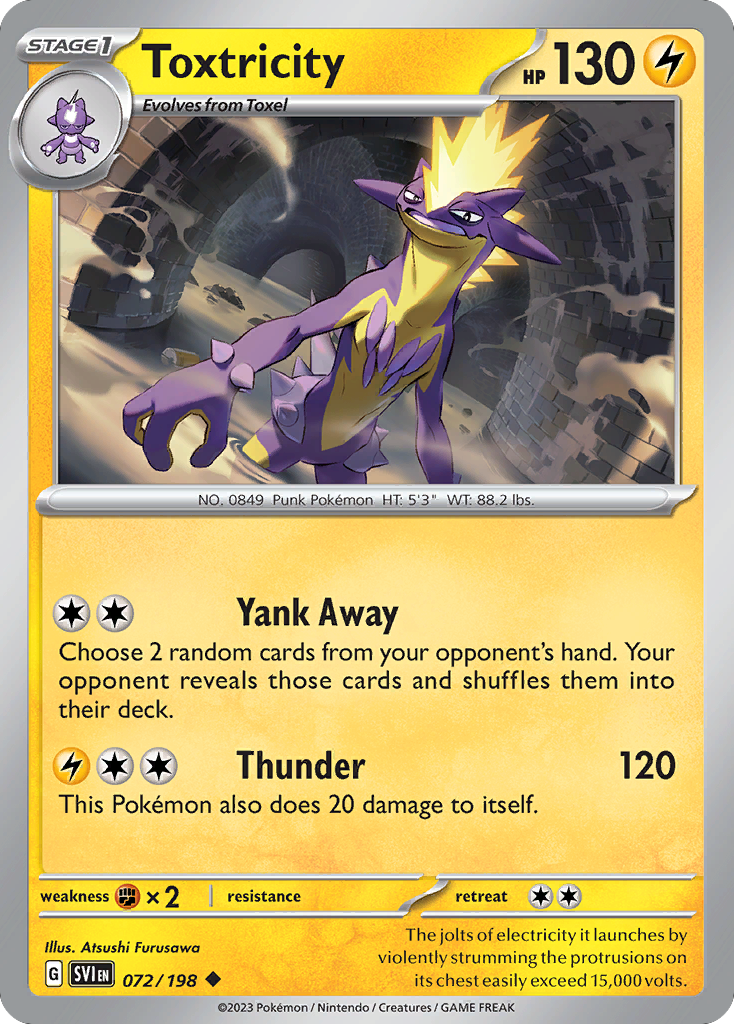 STAGE1
Toxtricity
HP 130
Evolves from Toxel
NO. 0849 Punk Pokémon HT: 5'3" WT: 88.2 lbs.
Yank Away
Choose 2 random cards from your opponent's hand. Your
opponent reveals those cards and shuffles them into
their deck.
Thunder 120
This Pokémon also does 20 damage to itself.
weakness ×2 resistance retreat
Illus. Atsushi Furusawa
G SVI EN 072/198
The jolts of electricity it launches by
violently strumming the protrusions on
its chest easily exceed 15,000 volts.
©2023 Pokémon / Nintendo / Creatures / GAME FREAK